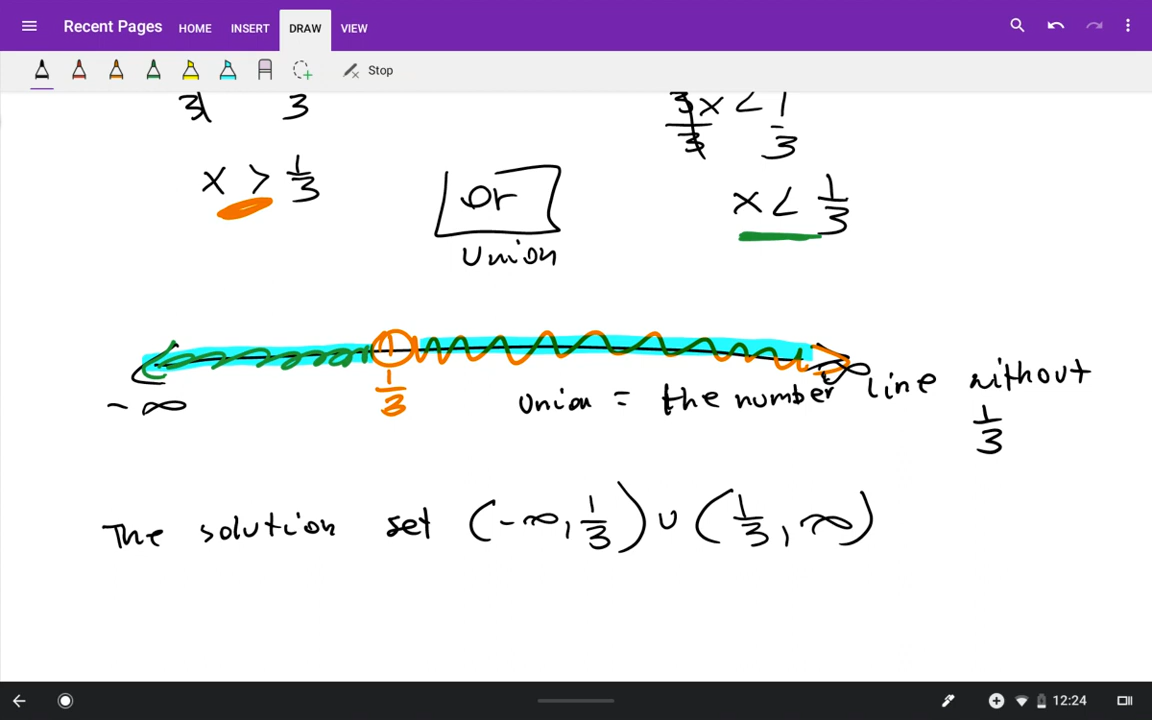 Recent Pages HOME INSERT DRAW VIEW
Stop
3 3
3x < 1
3 3
x > 1/3
or
x < 1/3
Union
1/3
-∞ ∞
Union = the number line without
1/3
The solution set (-∞, 1/3) ∪ (1/3, ∞)
12:24